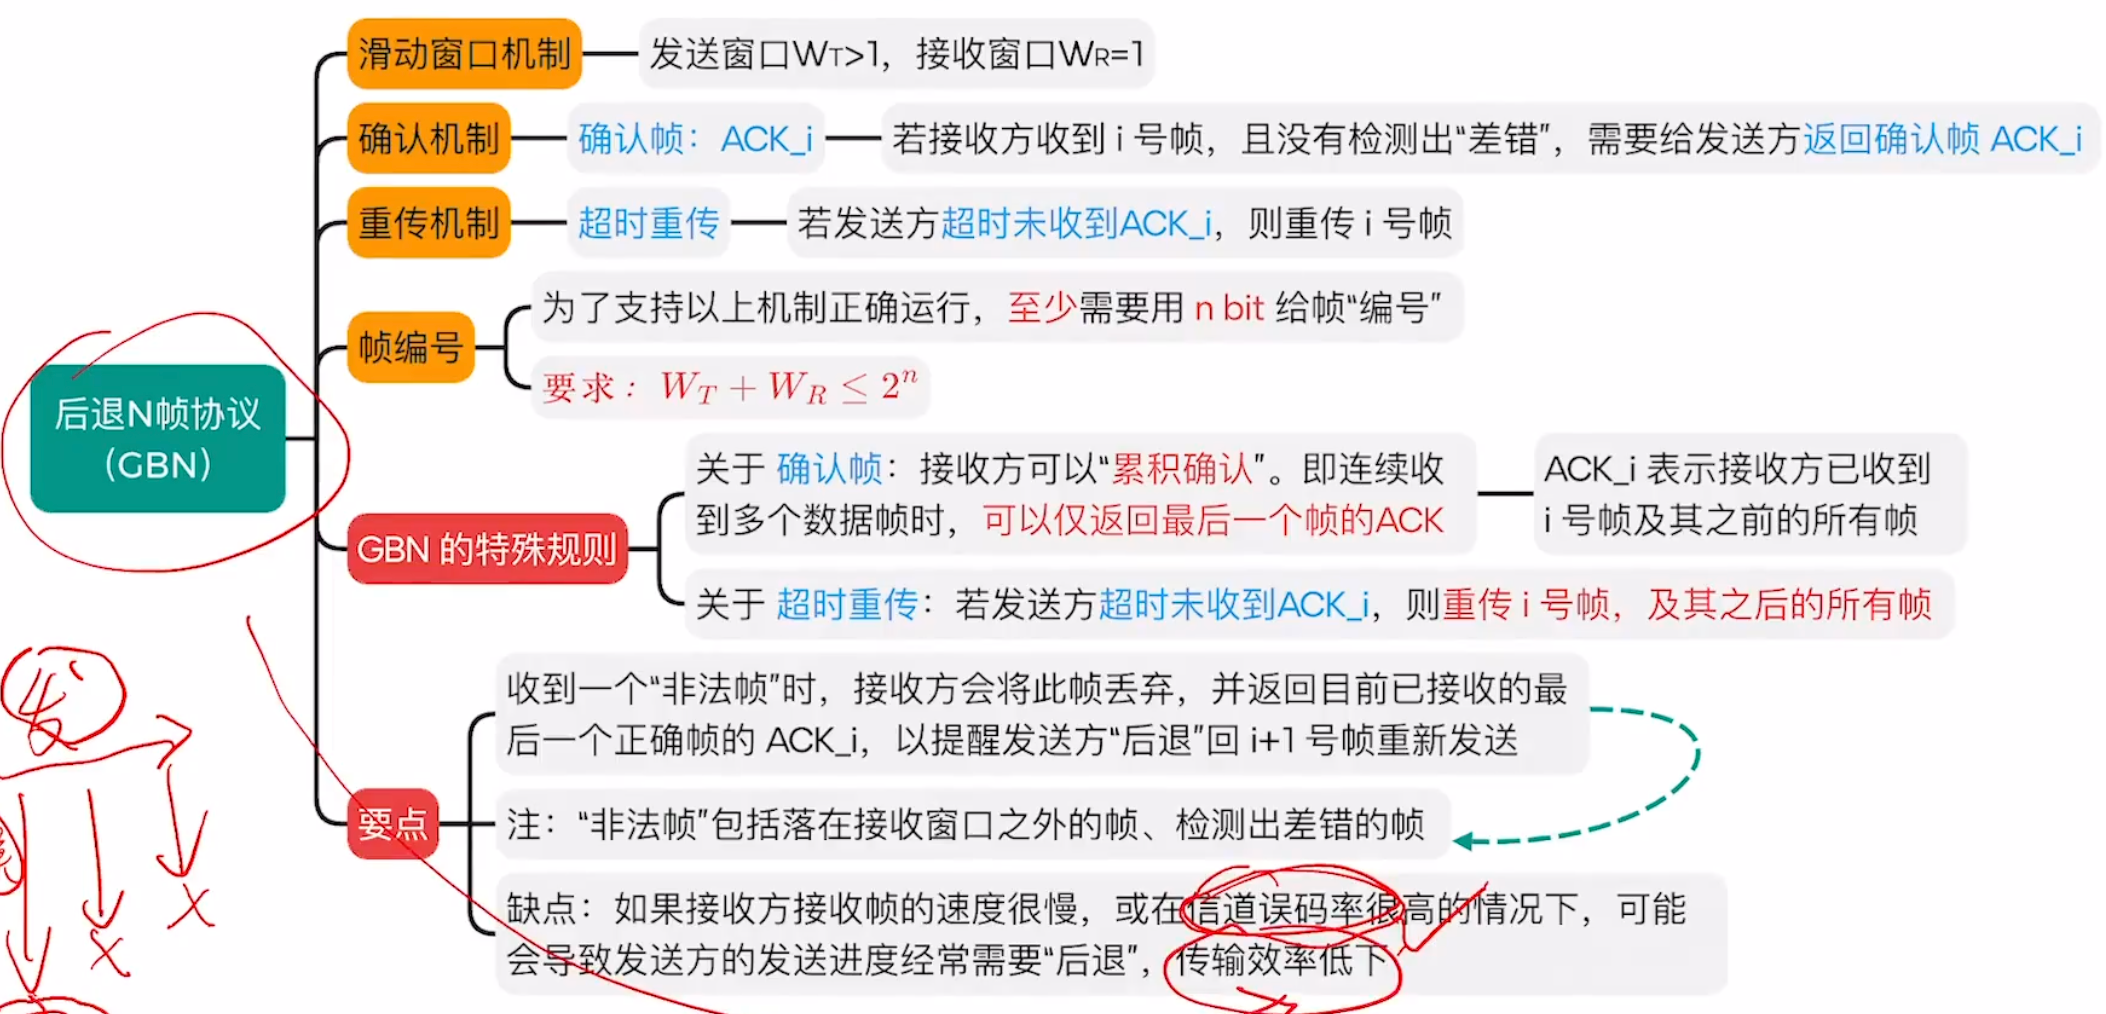 滑动窗口机制
发送窗口WT>1，接收窗口WR=1
确认机制
确认帧：ACK_i
若接收方收到 i 号帧，且没有检测出“差错”，需要给发送方返回确认帧 ACK_i
重传机制
超时重传
若发送方超时未收到ACK_i，则重传 i 号帧
帧编号
为了支持以上机制正确运行，至少需要用 n bit 给帧“编号”
要求：W_T + W_R ≤ 2^n
后退N帧协议
（GBN）
GBN 的特殊规则
关于 确认帧：接收方可以“累积确认”。即连续收
到多个数据帧时，可以仅返回最后一个帧的ACK
ACK_i 表示接收方已收到
i 号帧及其之前的所有帧
关于 超时重传：若发送方超时未收到ACK_i，则重传 i 号帧，及其之后的所有帧
要点
收到一个“非法帧”时，接收方会将此帧丢弃，并返回目前已接收的最
后一个正确帧的 ACK_i，以提醒发送方“后退”回 i+1 号帧重新发送
注：“非法帧”包括落在接收窗口之外的帧、检测出差错的帧
缺点：如果接收方接收帧的速度很慢，或在信道误码率很高的情况下，可能
会导致发送方的发送进度经常需要“后退”，传输效率低下
发